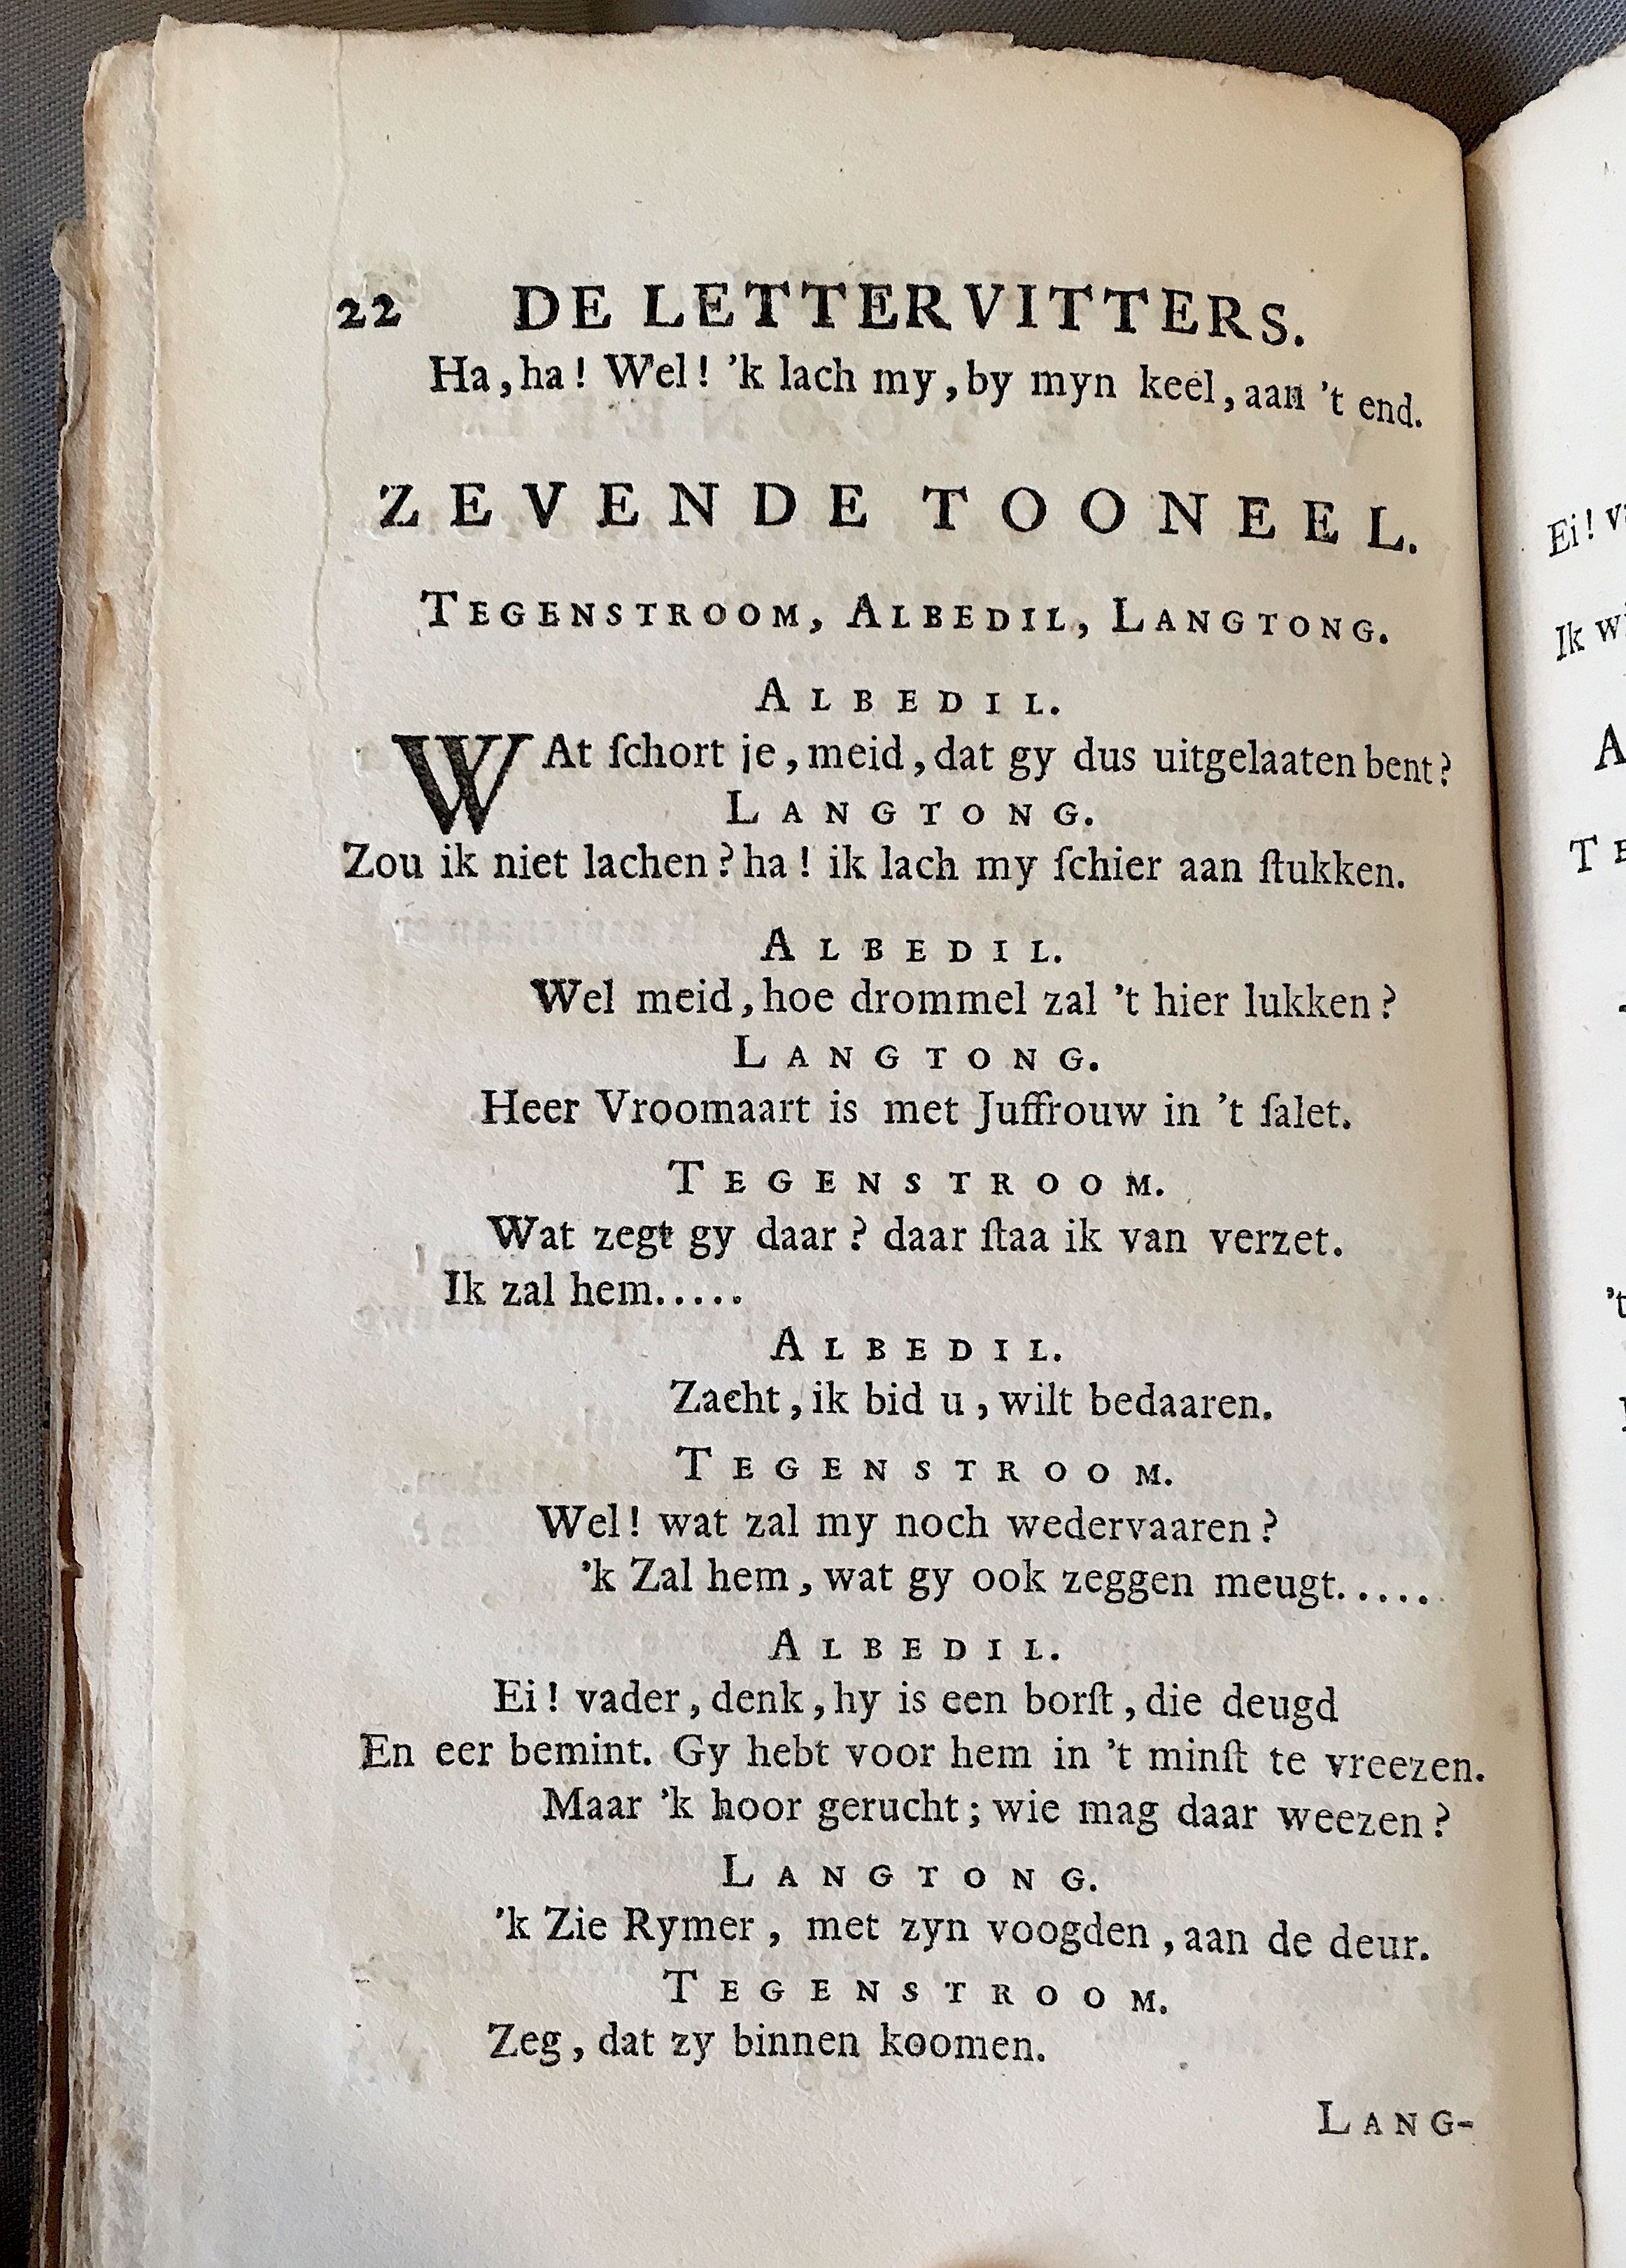 22 DE LETTERVITTERS.
Ha, ha! Wel! 'k lach my, by myn keel, aan 't end.
ZEVENDE TOONEEL.
TEGENSTROOM, ALBEDIL, LANGTONG.
ALBEDIL.
WAt ſchort je, meid, dat gy dus uitgelaaten bent?
LANGTONG.
Zou ik niet lachen? ha! ik lach my ſchier aan ſtukken.
ALBEDIL.
Wel meid, hoe drommel zal 't hier lukken?
LANGTONG.
Heer Vroomaart is met Juffrouw in 't ſalet.
TEGENSTROOM.
Wat zegt gy daar? daar ſtaa ik van verzet.
Ik zal hem.....
ALBEDIL.
Zacht, ik bid u, wilt bedaaren.
TEGENSTROOM.
Wel! wat zal my noch wedervaaren?
'k Zal hem, wat gy ook zeggen meugt.....
ALBEDIL.
Ei! vader, denk, hy is een borſt, die deugd
En eer bemint. Gy hebt voor hem in 't minſt te vreezen.
Maar 'k hoor gerucht; wie mag daar weezen?
LANGTONG.
'k Zie Rymer, met zyn voogden, aan de deur.
TEGENSTROOM.
Zeg, dat zy binnen koomen.
LANG-
Ei!
Ik